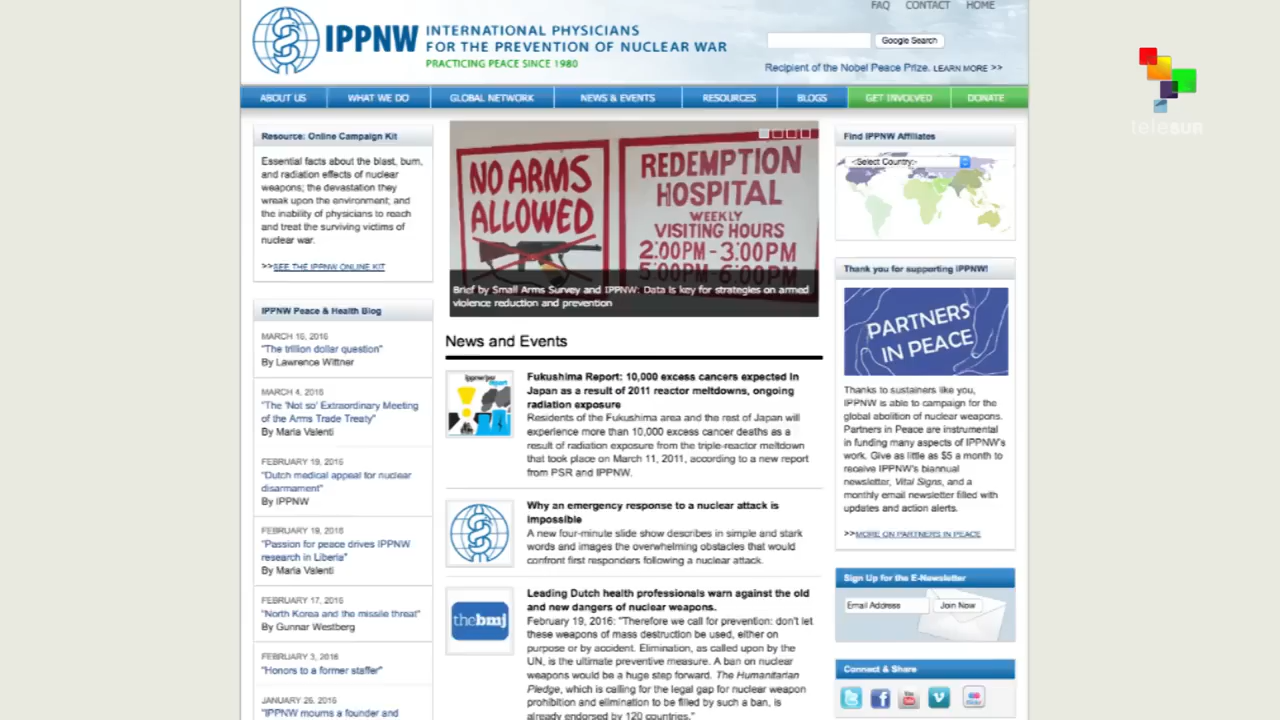 FAQ CONTACT HOME
IPPNW
INTERNATIONAL PHYSICIANS
FOR THE PREVENTION OF NUCLEAR WAR
PRACTICING PEACE SINCE 1980
Google Search
Recipient of the Nobel Peace Prize. LEARN MORE >>
teleSUR
ABOUT US WHAT WE DO GLOBAL NETWORK NEWS & EVENTS RESOURCES BLOGS GET INVOLVED DONATE
Resource: Online Campaign Kit
Essential facts about the blast, burn,
and radiation effects of nuclear
weapons; the devastation they
wreak upon the environment; and
the inability of physicians to reach
and treat the surviving victims of
nuclear war.
>>SEE THE IPPNW ONLINE KIT
IPPNW Peace & Health Blog
MARCH 16, 2016
"The trillion dollar question"
By Lawrence Wittner
MARCH 4, 2016
"The 'Not so' Extraordinary Meeting
of the Arms Trade Treaty"
By Maria Valenti
FEBRUARY 19, 2016
"Dutch medical appeal for nuclear
disarmament"
By IPPNW
FEBRUARY 19, 2016
"Passion for peace drives IPPNW
research in Liberia"
By Maria Valenti
FEBRUARY 17, 2016
"North Korea and the missile threat"
By Gunnar Westberg
FEBRUARY 3, 2016
"Honors to a former staffer"
JANUARY 26, 2016
"IPPNW mourns a founder and
NO ARMS
ALLOWED
REDEMPTION
HOSPITAL
WEEKLY
VISITING HOURS
2:00PM - 3:00PM
5:00PM - 6:00PM
Brief by Small Arms Survey and IPPNW: Data is key for strategies on armed
violence reduction and prevention
News and Events
Fukushima Report: 10,000 excess cancers expected in
Japan as a result of 2011 reactor meltdowns, ongoing
radiation exposure
Residents of the Fukushima area and the rest of Japan will
experience more than 10,000 excess cancer deaths as a
result of radiation exposure from the triple-reactor meltdown
that took place on March 11, 2011, according to a new report
from PSR and IPPNW.
Why an emergency response to a nuclear attack is
impossible
A new four-minute slide show describes in simple and stark
words and images the overwhelming obstacles that would
confront first responders following a nuclear attack.
thebmj
Leading Dutch health professionals warn against the old
and new dangers of nuclear weapons.
February 19, 2016: "Therefore we call for prevention: don't let
these weapons of mass destruction be used, either on
purpose or by accident. Elimination, as called upon by the
UN, is the ultimate preventive measure. A ban on nuclear
weapons would be a huge step forward. The Humanitarian
Pledge, which is calling for the legal gap for nuclear weapon
prohibition and elimination to be filled by such a ban, is
already endorsed by 120 countries."
Find IPPNW Affiliates
-Select Country-
Thank you for supporting IPPNW!
PARTNERS
IN PEACE
Thanks to sustainers like you,
IPPNW is able to campaign for the
global abolition of nuclear weapons.
Partners in Peace are instrumental
in funding many aspects of IPPNW's
work. Give as little as $5 a month to
receive IPPNW's biannual
newsletter, Vital Signs, and a
monthly email newsletter filled with
updates and action alerts.
>>MORE ON PARTNERS IN PEACE
Sign Up for the E-Newsletter
Email Address Join Now
Connect & Share